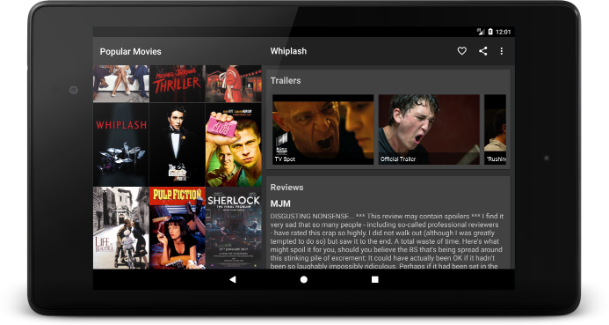 12:01
Popular Movies
Whiplash
Trailers
THRILLER
WHIPLASH
TV Spot
Official Trailer
Reviews
MJM
DISGUSTING NONSENSE... *** This review may contain spoilers *** I find it
very sad that so many people - including so-called professional reviewers
- have rated this crap so highly. I did not walk out (although I was greatly
tempted to do so) but saw it to the end. A total waste of time. Here's what
might spoil it for you, should you believe the BS that's being spread around
this stinking pile of excrement: It could have actually been OK if it hadn't
been so laughably impossibly ridiculous. Perhaps if it had been set in the
PULP FICTION
SHERLOCK